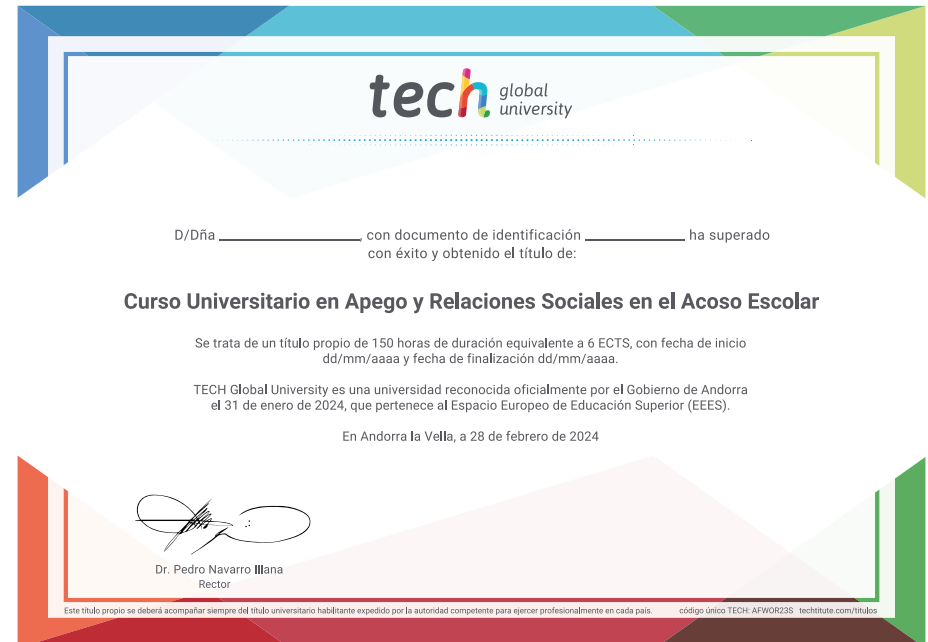 tech global
university
D/Dña ______________, con documento de identificación __________ ha superado
con éxito y obtenido el título de:
Curso Universitario en Apego y Relaciones Sociales en el Acoso Escolar
Se trata de un título propio de 150 horas de duración equivalente a 6 ECTS, con fecha de inicio
dd/mm/aaaa y fecha de finalización dd/mm/aaaa.
TECH Global University es una universidad reconocida oficialmente por el Gobierno de Andorra
el 31 de enero de 2024, que pertenece al Espacio Europeo de Educación Superior (EEES).
En Andorra la Vella, a 28 de febrero de 2024
Dr. Pedro Navarro Illana
Rector
Este título propio se deberá acompañar siempre del título universitario habilitante expedido por la autoridad competente para ejercer profesionalmente en cada país. código único TECH: AFWOR23S techtitute.com/titulos